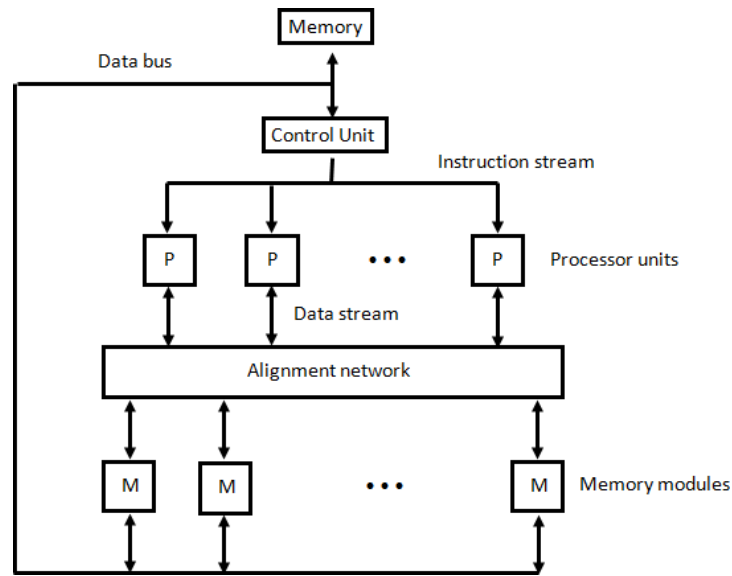 Memory
Data bus
Control Unit
Instruction stream
P P • • • P Processor units
Data stream
Alignment network
M M • • • M Memory modules